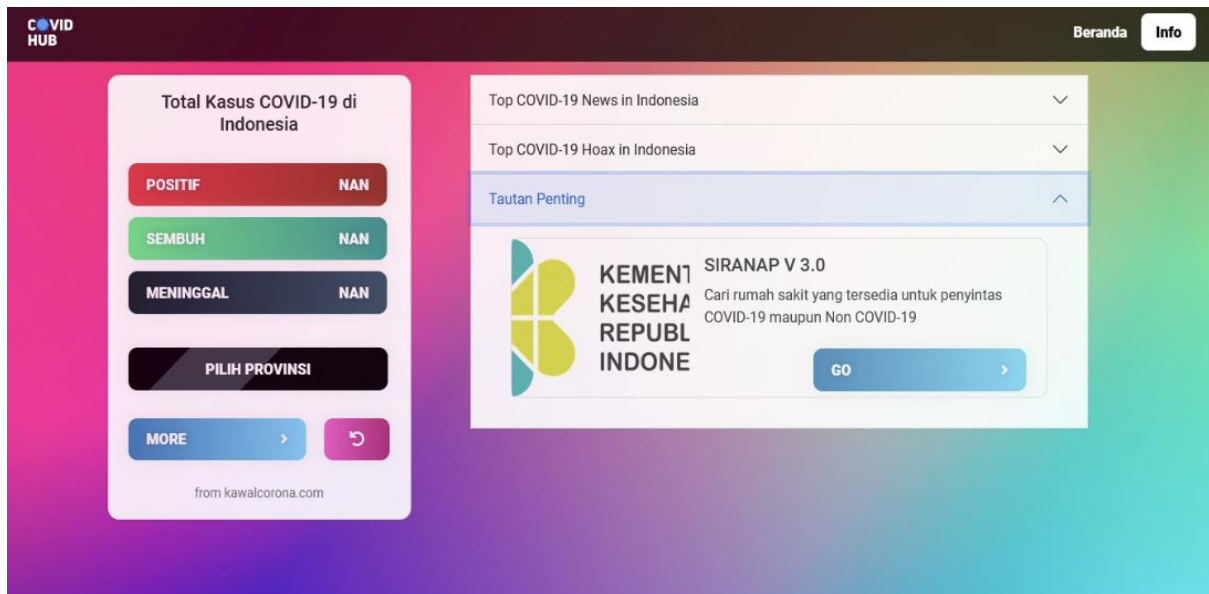 COVID
HUB
Beranda
Info
Total Kasus COVID-19 di
Indonesia
POSITIF NAN
SEMBUH NAN
MENINGGAL NAN
PILIH PROVINSI
MORE
from kawalcorona.com
Top COVID-19 News in Indonesia
Top COVID-19 Hoax in Indonesia
Tautan Penting
KEMENT
KESEHA
REPUBL
INDONE
SIRANAP V 3.0
Cari rumah sakit yang tersedia untuk penyintas
COVID-19 maupun Non COVID-19
GO